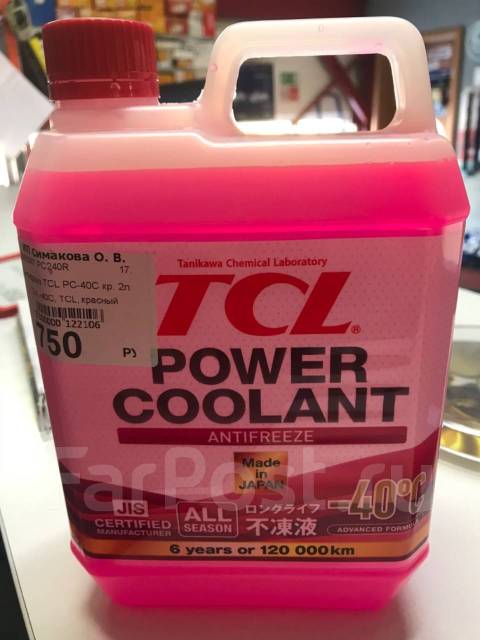 ИП Симакова О. В.
PC240R
17.
TCL PC-40C кр. 2л
-40C, TCL, красный
122106
750
Tanikawa Chemical Laboratory
TCL
POWER
COOLANT
ANTIFREEZE
Made
in
JAPAN
FarPost.ru
JIS
CERTIFIED
MANUFACTURER
ALL
SEASON
ロングライフ
不凍液
-40°C
ADVANCED FORMULA
6 years or 120 000km